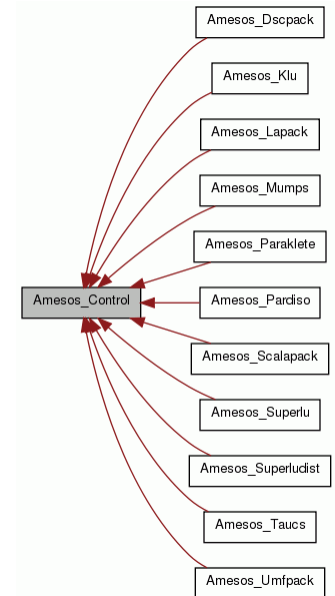 Amesos_Dscpack
Amesos_Klu
Amesos_Lapack
Amesos_Mumps
Amesos_Paraklete
Amesos_Control
Amesos_Pardiso
Amesos_Scalapack
Amesos_Superlu
Amesos_Superludist
Amesos_Taucs
Amesos_Umfpack